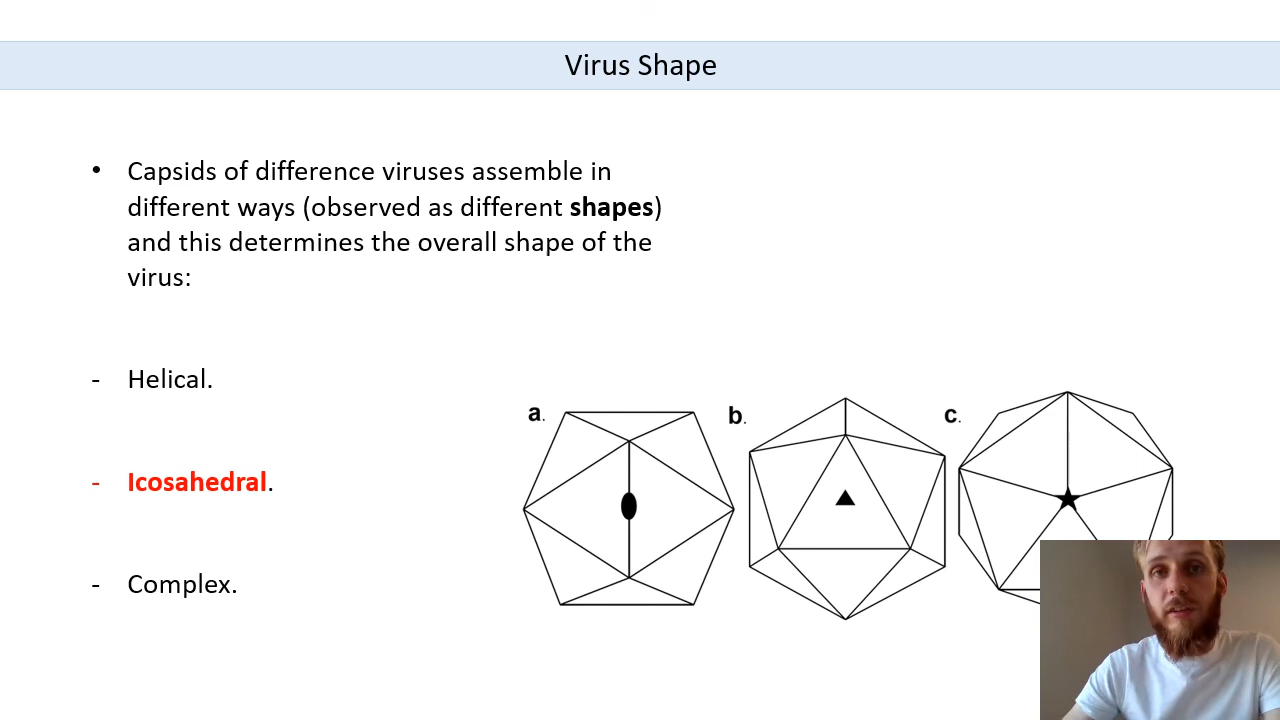 Virus Shape
• Capsids of difference viruses assemble in
different ways (observed as different shapes)
and this determines the overall shape of the
virus:
- Helical.
- Icosahedral.
- Complex.
a.
b.
c.